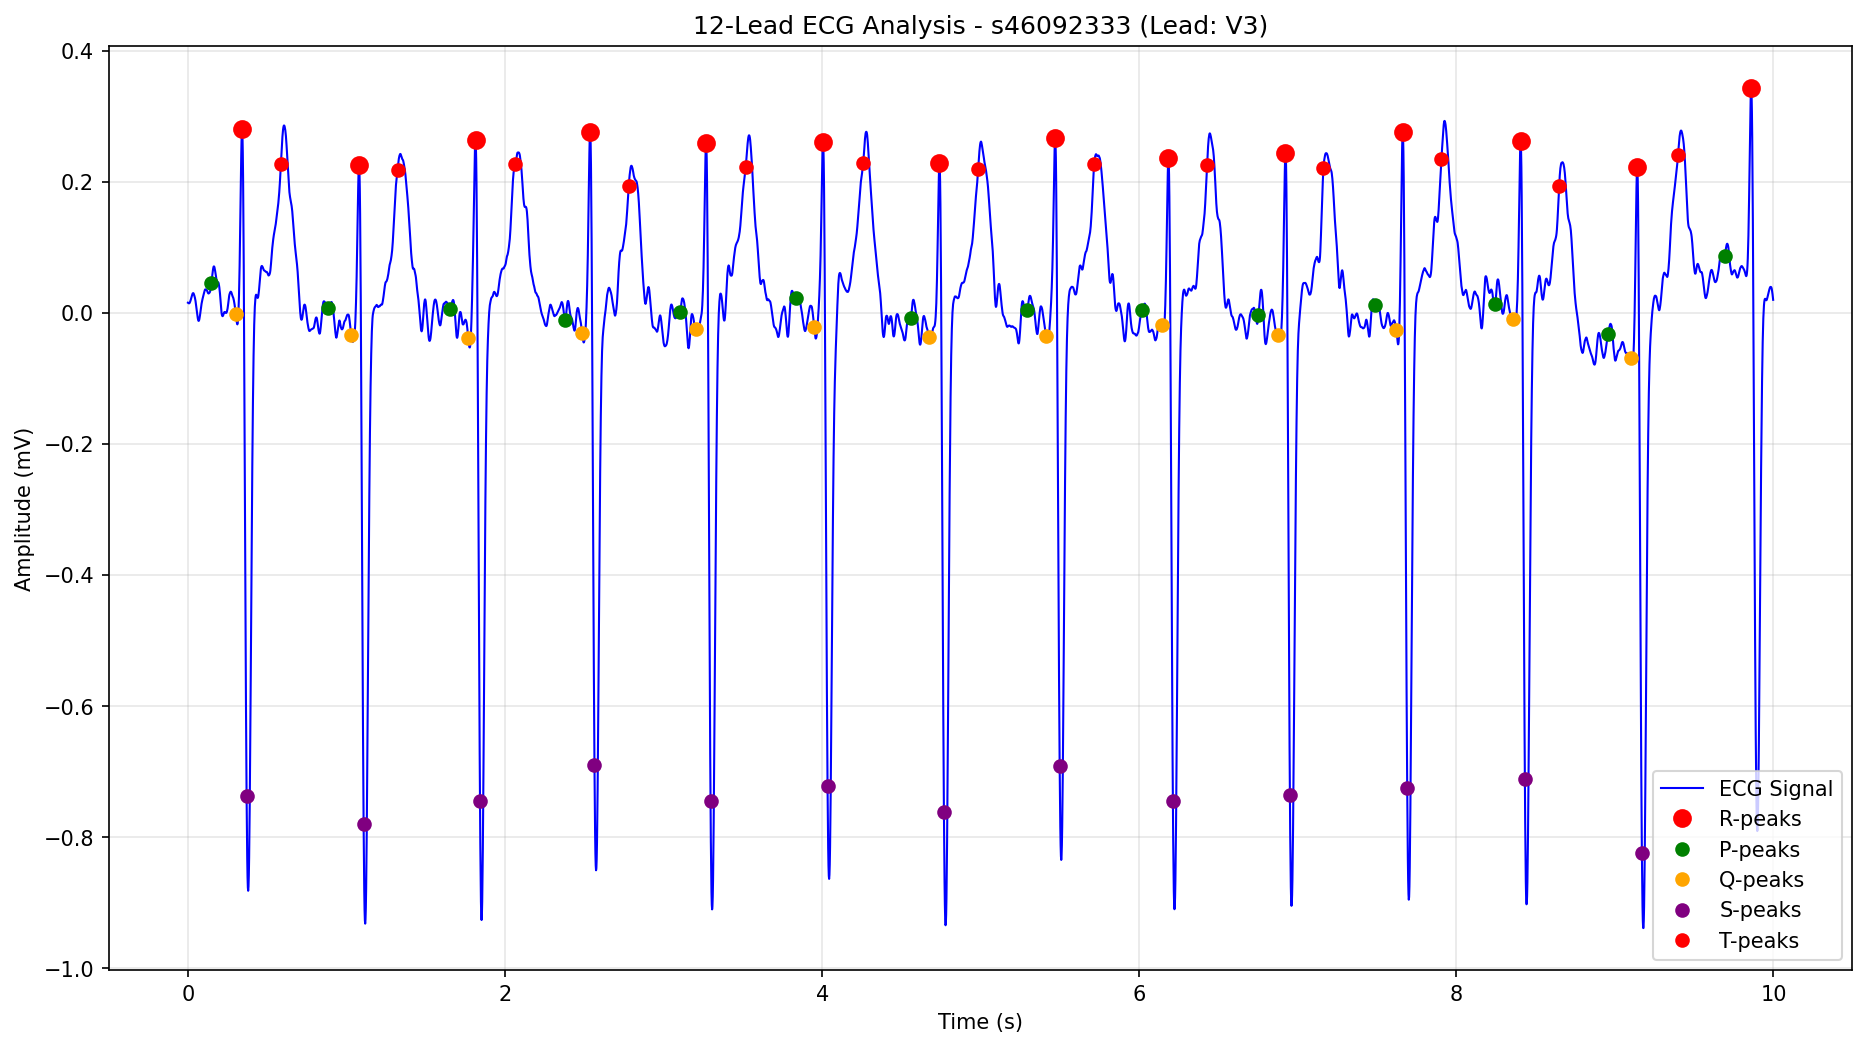 12-Lead ECG Analysis - s46092333 (Lead: V3)
0.4
0.2
0.0
−0.2
−0.4
−0.6
−0.8
−1.0
Amplitude (mV)
0 2 4 6 8 10
Time (s)
ECG Signal
R-peaks
P-peaks
Q-peaks
S-peaks
T-peaks